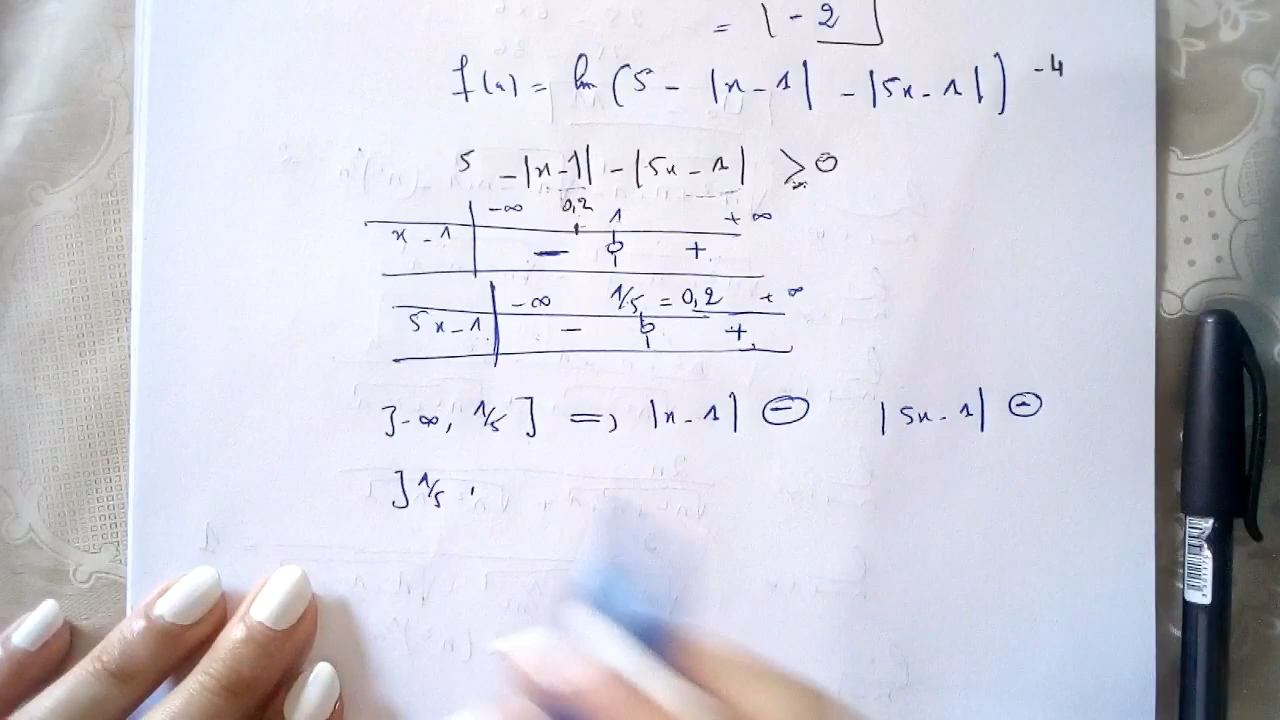 = | - 2
f(x) = ln (5 - |x - 1| - |5x - 1|) - 4
5 - |x - 1| - |5x - 1| ≥ 0
-∞ 0,2 1 + ∞
x - 1 - 0 +
-∞ 1/5 = 0,2 + ∞
5x - 1 - 0 +
]-∞, 1/5] => |x - 1| ⊖ |5x - 1| ⊖
]1/5